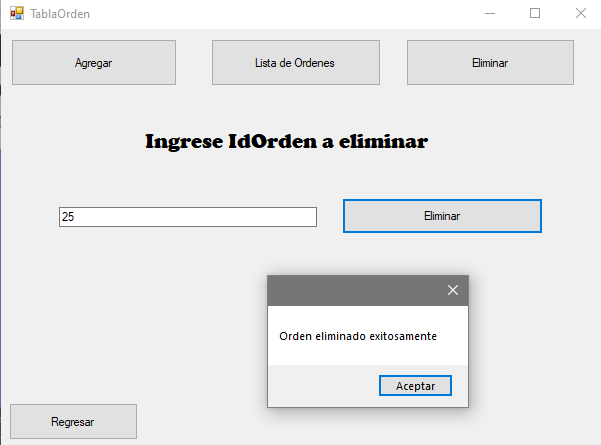 TablaOrden
Agregar
Lista de Ordenes
Eliminar
Ingrese IdOrden a eliminar
25
Eliminar
Orden eliminado exitosamente
Aceptar
Regresar